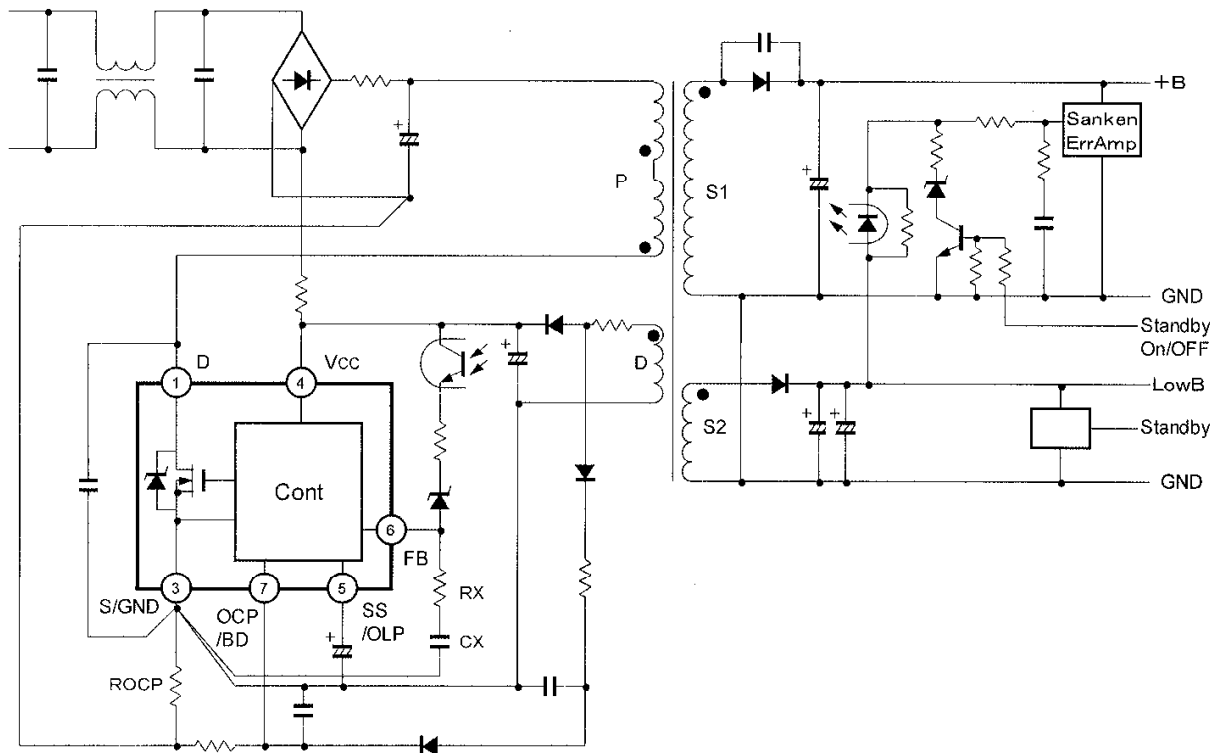 +B
Sanken
ErrAmp
P
S1
GND
Standby
On/OFF
D
VCC
D
1
4
LowB
S2
Standby
GND
Cont
6
FB
3
7
5
S/GND
OCP
/BD
SS
/OLP
RX
CX
ROCP
+
+
+
+
+
+